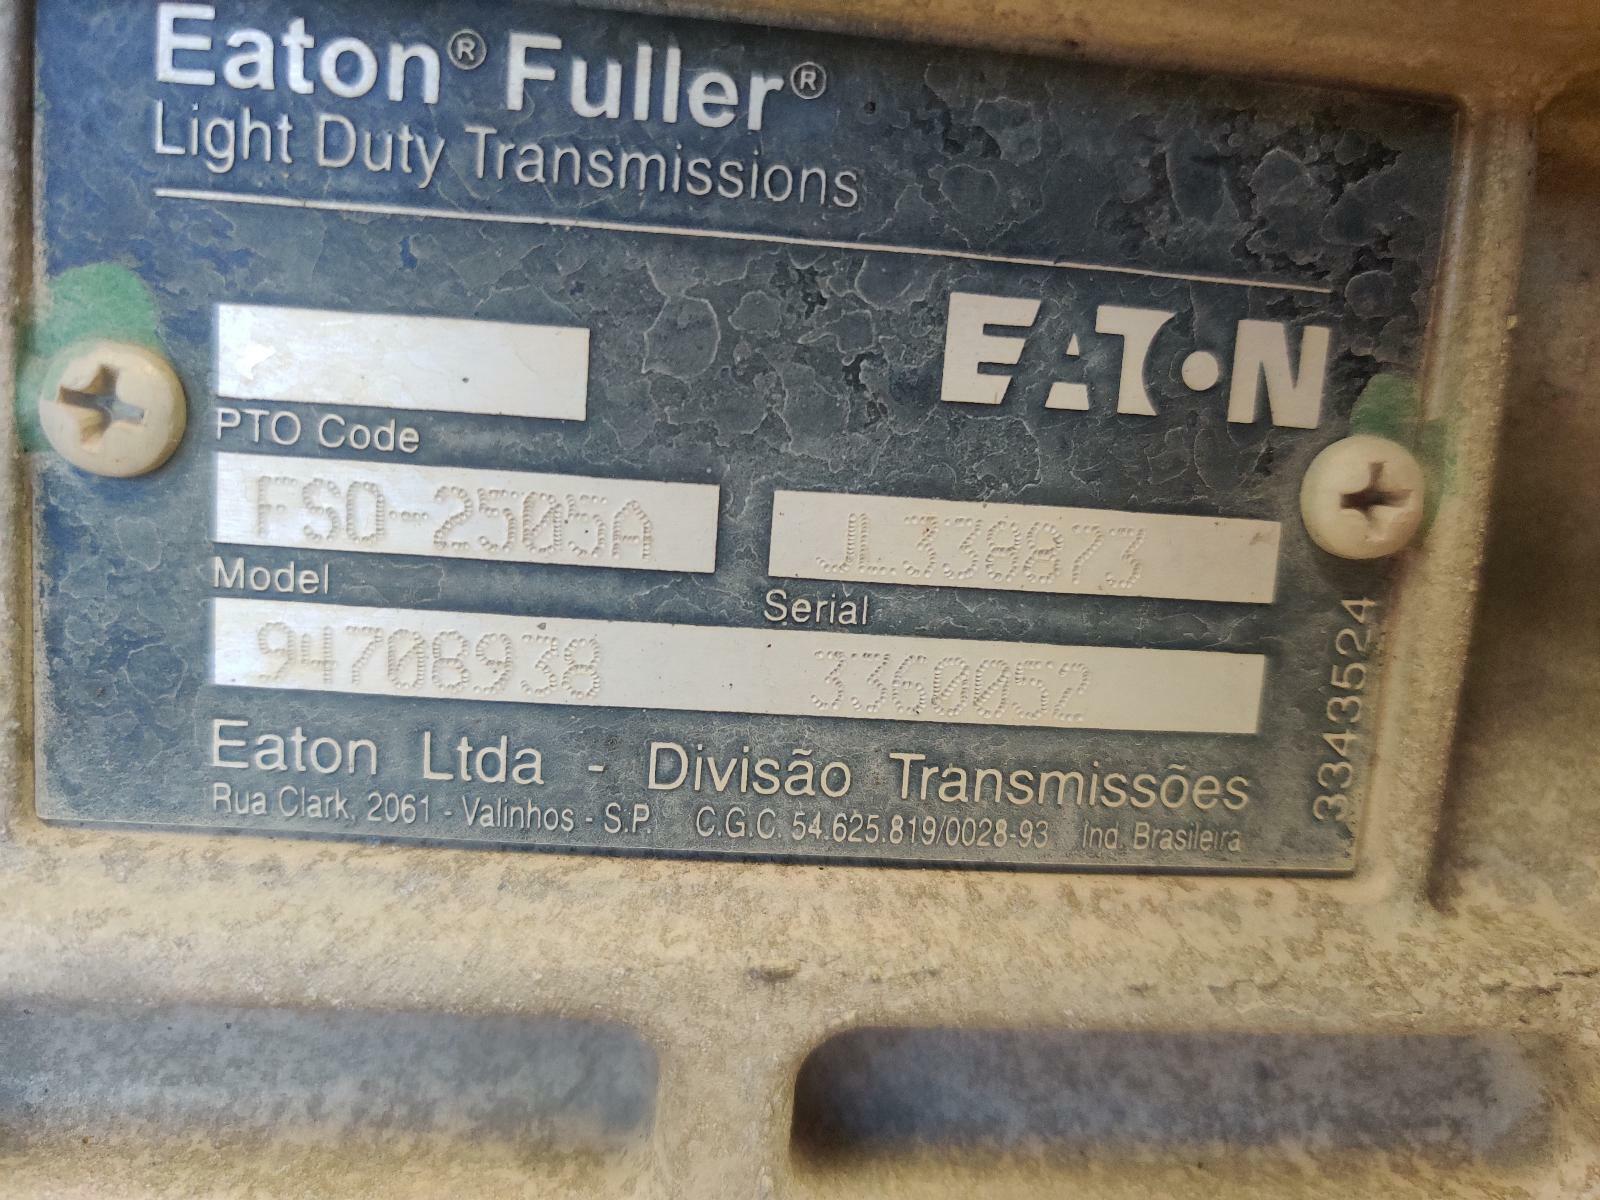 Eaton® Fuller®
Light Duty Transmissions
EATON
PTO Code
FSO-2505A JL338873
Model Serial
94708938 3360052
Eaton Ltda - Divisão Transmissões
Rua Clark, 2061 - Valinhos - S.P. C.G.C. 54.625.819/0028-93 Ind. Brasileira
3343524